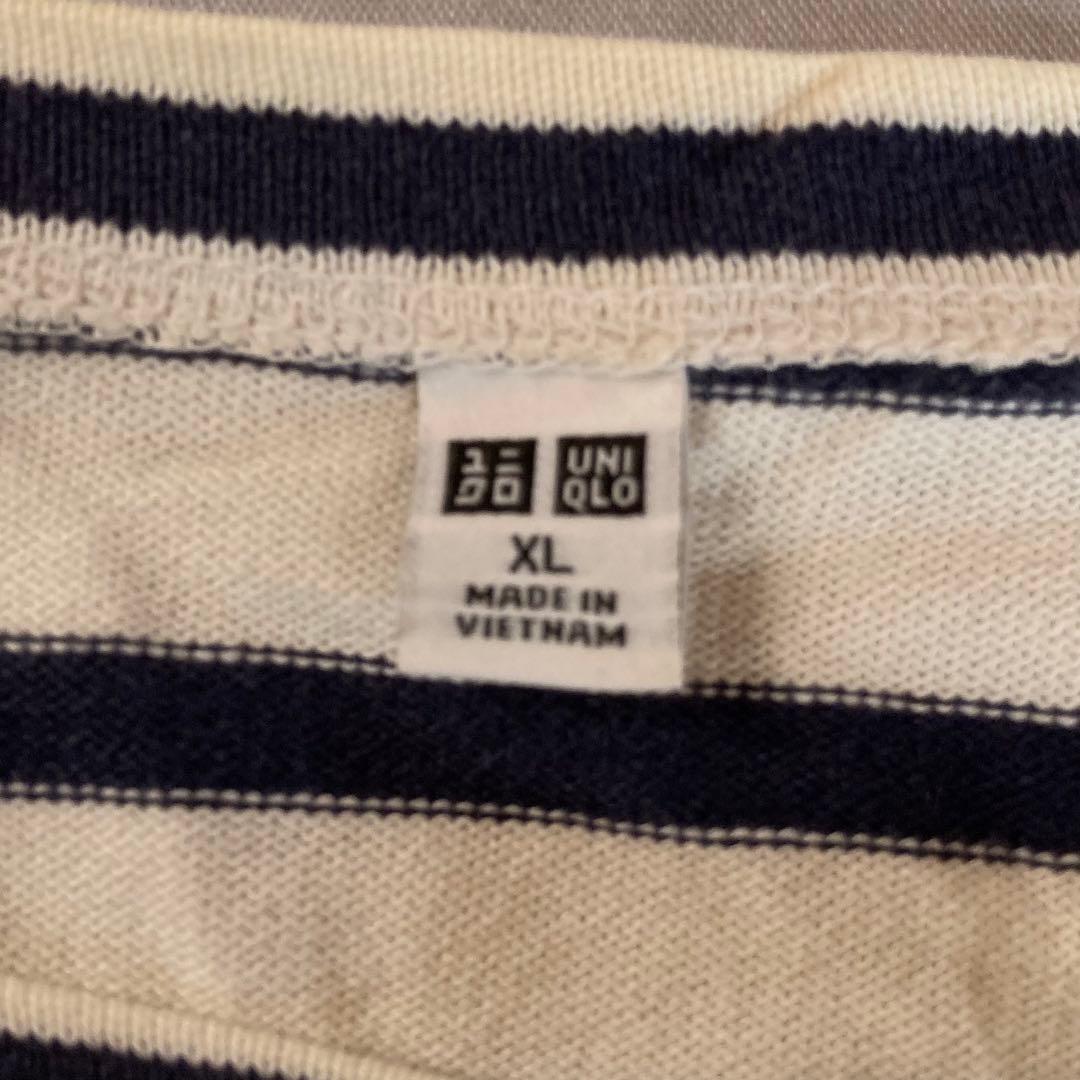 ユニ UNI
クロ QLO
XL
MADE IN
VIETNAM